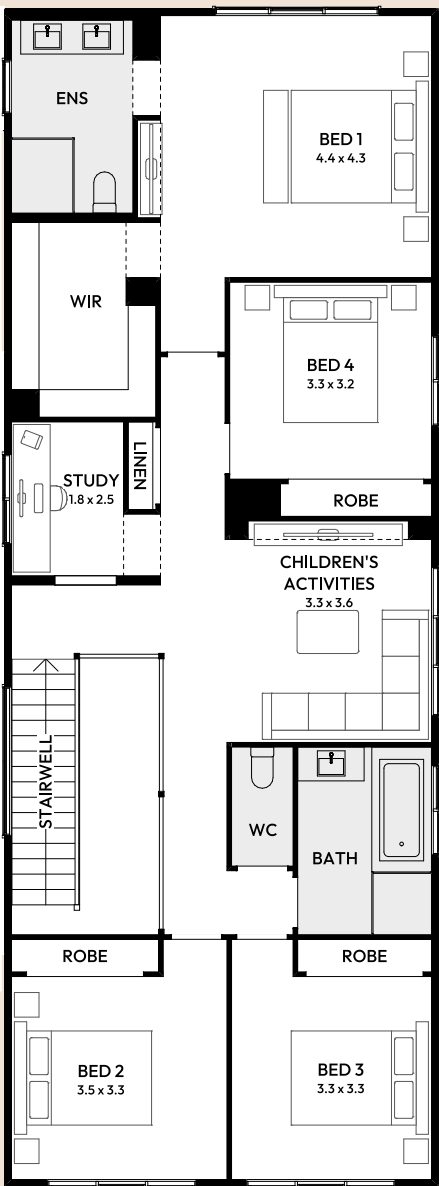 ENS
BED 1
4.4 x 4.3
WIR
BED 4
3.3 x 3.2
LINEN
STUDY
1.8 x 2.5
ROBE
CHILDREN'S
ACTIVITIES
3.3 x 3.6
STAIRWELL
WC
BATH
ROBE
ROBE
BED 2
3.5 x 3.3
BED 3
3.3 x 3.3